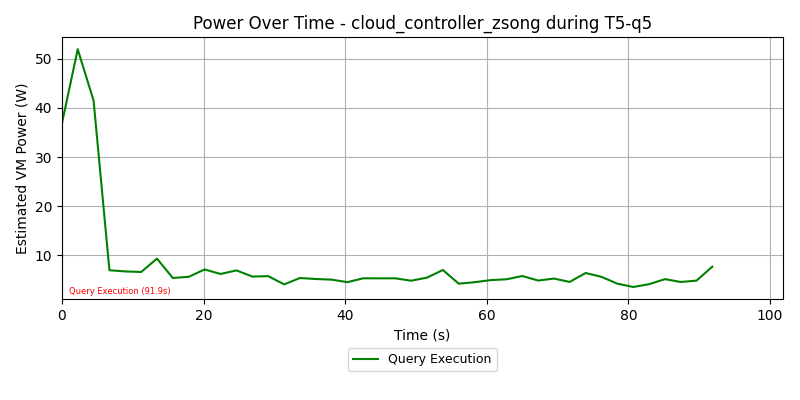 Power Over Time - cloud_controller_zsong during T5-q5
Estimated VM Power (W)
50
40
30
20
10
Query Execution (91.9s)
0 20 40 60 80 100
Time (s)
Query Execution